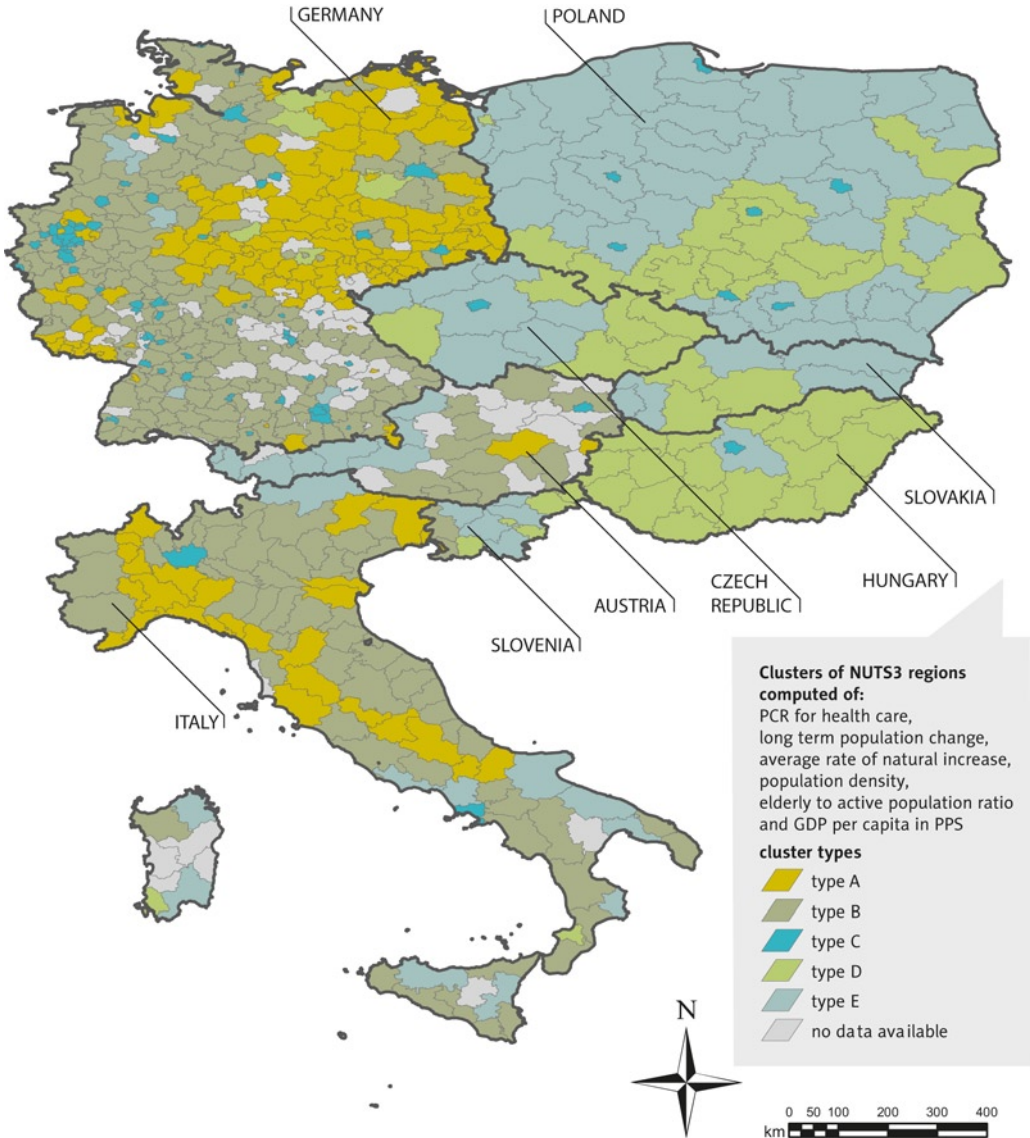 GERMANY
POLAND
SLOVAKIA
HUNGARY
CZECH
REPUBLIC
AUSTRIA
SLOVENIA
ITALY
Clusters of NUTS3 regions
computed of:
PCR for health care,
long term population change,
average rate of natural increase,
population density,
elderly to active population ratio
and GDP per capita in PPS
cluster types
type A
type B
type C
type D
type E
no data available
N
0 50 100 200 300 400
km